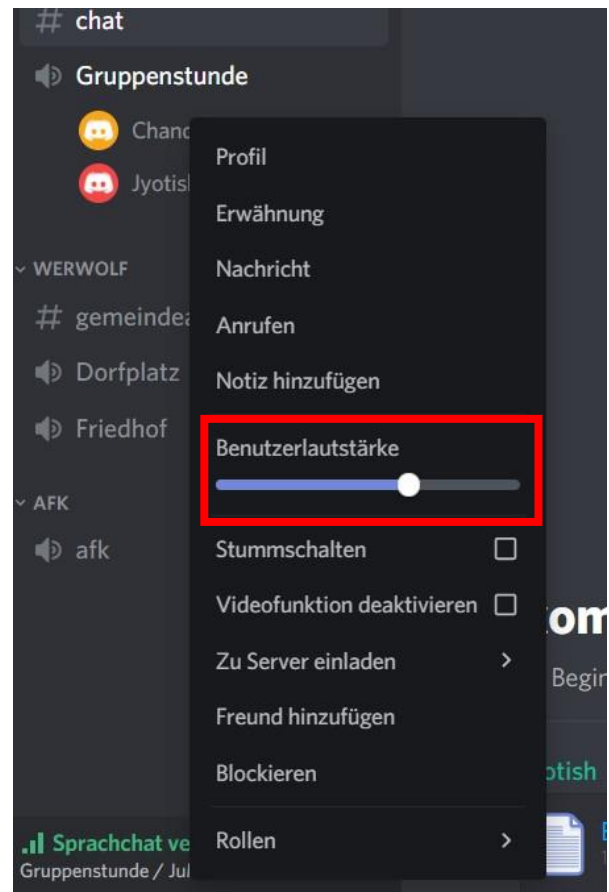 # chat
Gruppenstunde
Profil
Erwähnung
Nachricht
Anrufen
Notiz hinzufügen
Benutzerlautstärke
Stummschalten
Videofunktion deaktivieren
Zu Server einladen
Freund hinzufügen
Blockieren
Rollen
WERWOLF
#
Dorfplatz
Friedhof
AFK
afk
Sprachchat
Gruppenstunde /